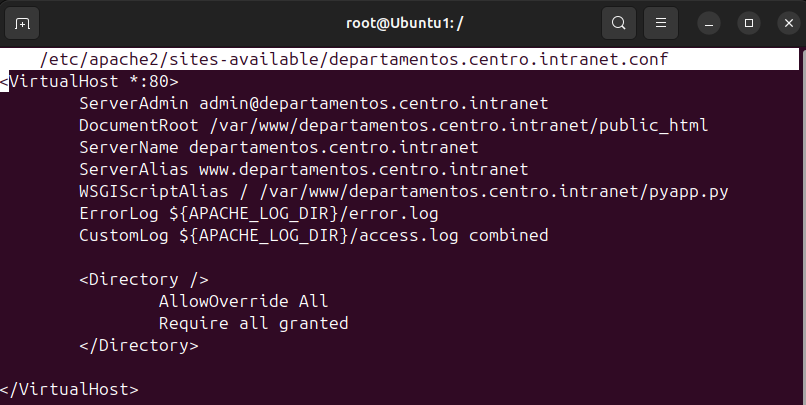 root@Ubuntu1: /
/etc/apache2/sites-available/departamentos.centro.intranet.conf
<VirtualHost *:80>
ServerAdmin admin@departamentos.centro.intranet
DocumentRoot /var/www/departamentos.centro.intranet/public_html
ServerName departamentos.centro.intranet
ServerAlias www.departamentos.centro.intranet
WSGIScriptAlias / /var/www/departamentos.centro.intranet/pyapp.py
ErrorLog ${APACHE_LOG_DIR}/error.log
CustomLog ${APACHE_LOG_DIR}/access.log combined
<Directory />
AllowOverride All
Require all granted
</Directory>
</VirtualHost>